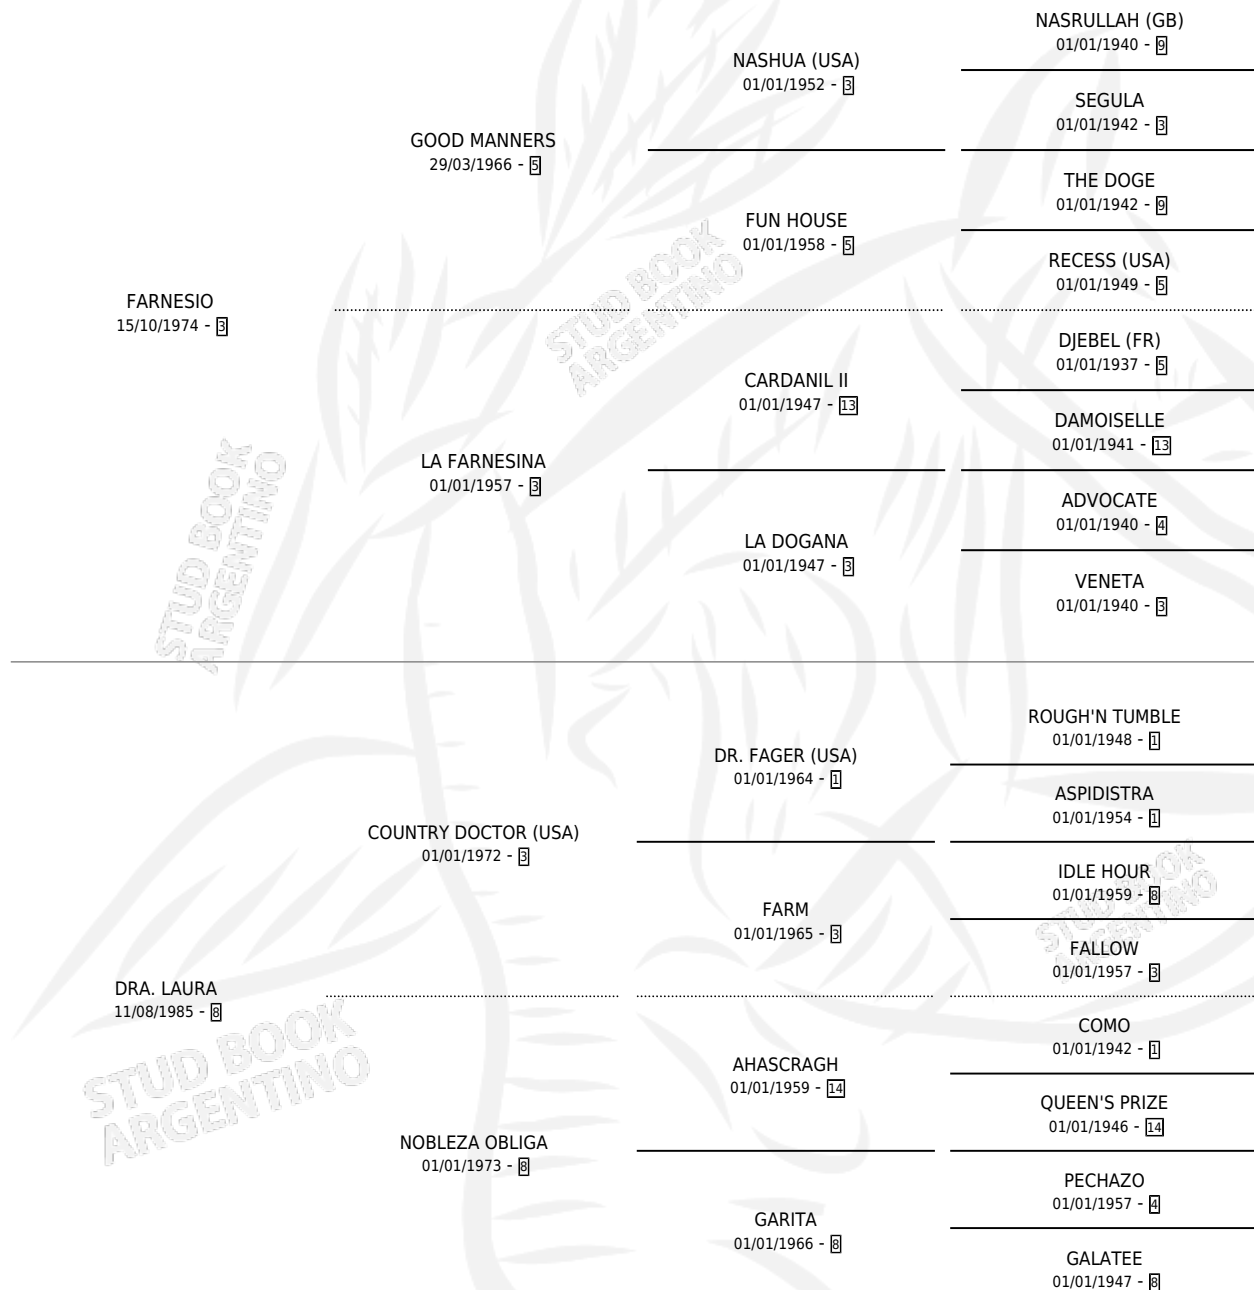 NASRULLAH (GB)
01/01/1940 - 9
NASHUA (USA)
01/01/1952 - 3
SEGULA
01/01/1942 - 3
GOOD MANNERS
29/03/1966 - 5
THE DOGE
01/01/1942 - 9
FUN HOUSE
01/01/1958 - 5
RECESS (USA)
01/01/1949 - 5
FARNESIO
15/10/1974 - 3
DJEBEL (FR)
01/01/1937 - 5
CARDANIL II
01/01/1947 - 13
DAMOISELLE
01/01/1941 - 13
LA FARNESINA
01/01/1957 - 3
ADVOCATE
01/01/1940 - 4
LA DOGANA
01/01/1947 - 3
VENETA
01/01/1940 - 3
ROUGH'N TUMBLE
01/01/1948 - 1
DR. FAGER (USA)
01/01/1964 - 1
ASPIDISTRA
01/01/1954 - 1
COUNTRY DOCTOR (USA)
01/01/1972 - 3
IDLE HOUR
01/01/1959 - 8
FARM
01/01/1965 - 3
FALLOW
01/01/1957 - 3
DRA. LAURA
11/08/1985 - 8
COMO
01/01/1942 - 1
AHASCRAGH
01/01/1959 - 14
QUEEN'S PRIZE
01/01/1946 - 14
NOBLEZA OBLIGA
01/01/1973 - 8
PECHAZO
01/01/1957 - 4
GARITA
01/01/1966 - 8
GALATEE
01/01/1947 - 8
STUD BOOK
ARGENTINO
STUD BOOK
ARGENTINO
STUD BOOK
ARGENTINO
STUD BOOK
ARGENTINO